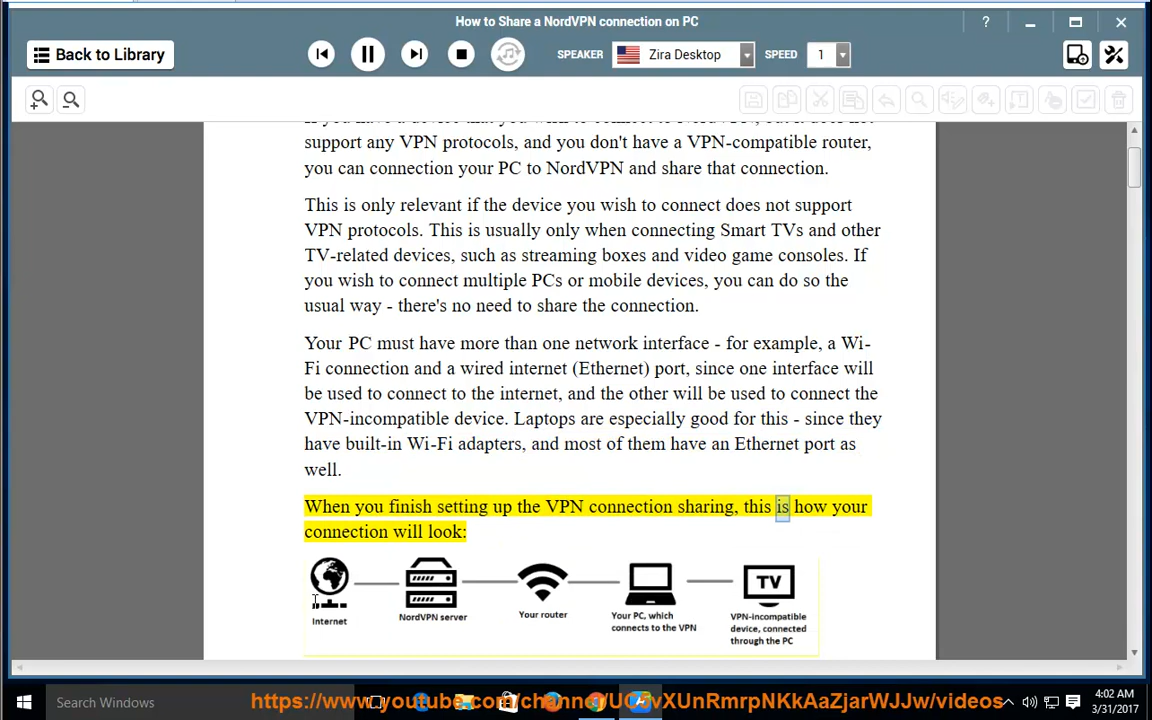 How to Share a NordVPN connection on PC
?
Back to Library
SPEAKER
Zira Desktop
SPEED
1
support any VPN protocols, and you don't have a VPN-compatible router,
you can connection your PC to NordVPN and share that connection.
This is only relevant if the device you wish to connect does not support
VPN protocols. This is usually only when connecting Smart TVs and other
TV-related devices, such as streaming boxes and video game consoles. If
you wish to connect multiple PCs or mobile devices, you can do so the
usual way - there's no need to share the connection.
Your PC must have more than one network interface - for example, a Wi-
Fi connection and a wired internet (Ethernet) port, since one interface will
be used to connect to the internet, and the other will be used to connect the
VPN-incompatible device. Laptops are especially good for this - since they
have built-in Wi-Fi adapters, and most of them have an Ethernet port as
well.
When you finish setting up the VPN connection sharing, this is how your
connection will look:
TV
Internet
NordVPN server
Your router
Your PC, which
connects to the VPN
VPN-incompatible
device, connected
through the PC
Search Windows
4:02 AM
3/31/2017